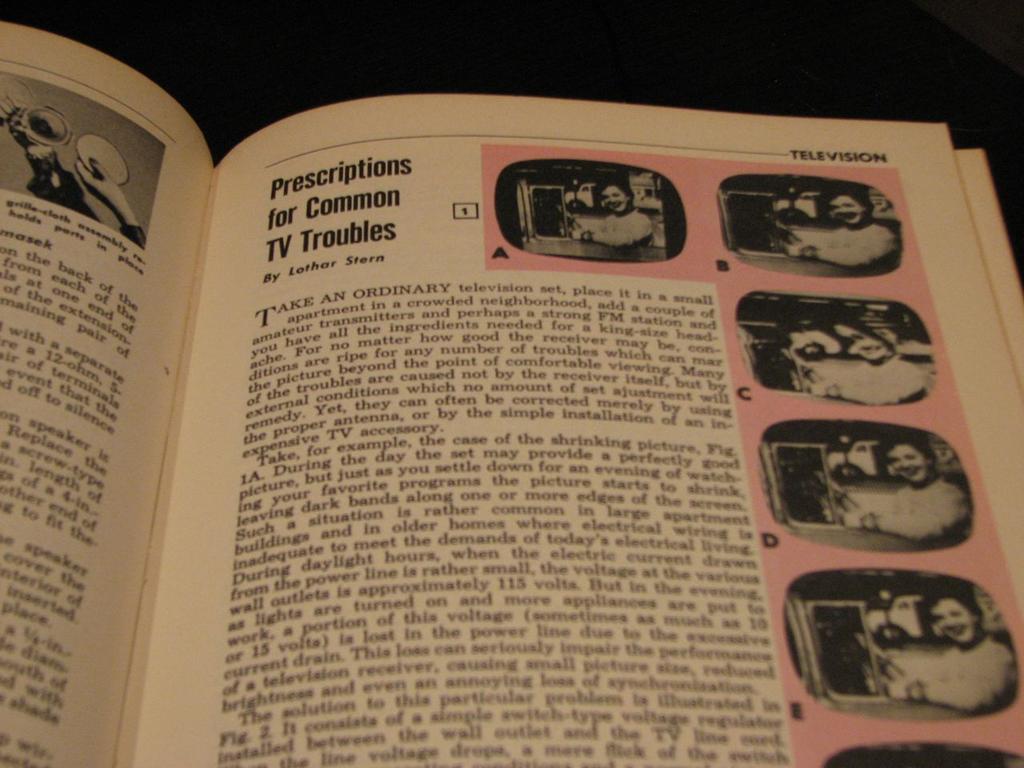 grille-cloth assembly re-
holds parts in place
masek
on the back of the
from each of the
als at one end of
of the extension-
maining pair of
with a separate
re a 12-ohm, 2-
air of terminals
event that the
ed off to silence
on speaker is
Replace the
a screw-type
in. length of
gs of a 4-in-
other end of
ng to fit the-
he speaker
cover the
interior of
inserted
place.
a ¼-in-
le diam-
outh of
d with
e shade
p wir-
TELEVISION
Prescriptions
for Common
TV Troubles
By Lothar Stern
1
A
B
C
D
E
TAKE AN ORDINARY television set, place it in a small
apartment in a crowded neighborhood, add a couple of
amateur transmitters and perhaps a strong FM station and
you have all the ingredients needed for a king-size head-
ache. For no matter how good the receiver may be, con-
ditions are ripe for any number of troubles which can mar
the picture beyond the point of comfortable viewing. Many
of the troubles are caused not by the receiver itself, but by
external conditions which no amount of set ajustment will
remedy. Yet, they can often be corrected merely by using
the proper antenna, or by the simple installation of an in-
expensive TV accessory.
Take, for example, the case of the shrinking picture, Fig.
1A. During the day the set may provide a perfectly good
picture, but just as you settle down for an evening of watch-
ing your favorite programs the picture starts to shrink,
leaving dark bands along one or more edges of the screen.
Such a situation is rather common in large apartment
buildings and in older homes where electrical wiring is
inadequate to meet the demands of today's electrical living.
During daylight hours, when the electric current drawn
from the power line is rather small, the voltage at the various
wall outlets is approximately 115 volts. But in the evening,
as lights are turned on and more appliances are put to
work, a portion of this voltage (sometimes as much as 10
or 15 volts) is lost in the power line due to the excessive
current drain. This loss can seriously impair the performance
of a television receiver, causing small picture size, reduced
brightness and even an annoying loss of synchronization.
The solution to this particular problem is illustrated in
Fig. 2. It consists of a simple switch-type voltage regulator
installed between the wall outlet and the TV line cord.
the line voltage drops, a mere flick of the switch